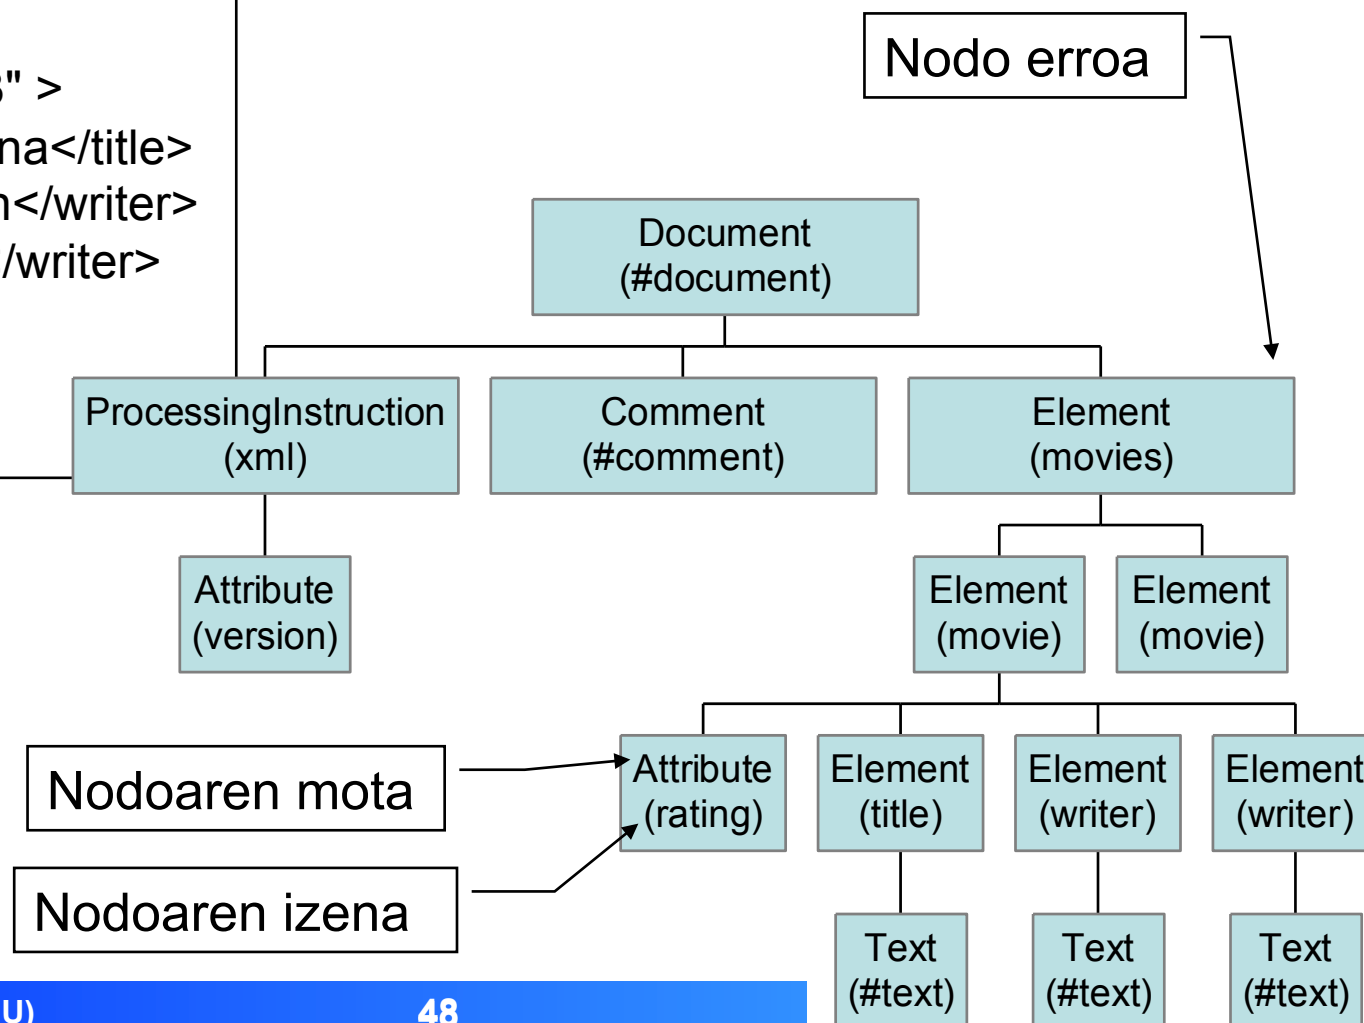 Nodo erroa
" >
na</title>
</writer>
/writer>
Document
(#document)
ProcessingInstruction
(xml)
Comment
(#comment)
Element
(movies)
Attribute
(version)
Element
(movie)
Element
(movie)
Nodoaren mota
Nodoaren izena
Attribute
(rating)
Element
(title)
Element
(writer)
Element
(writer)
Text
(#text)
Text
(#text)
Text
(#text)
U)
48